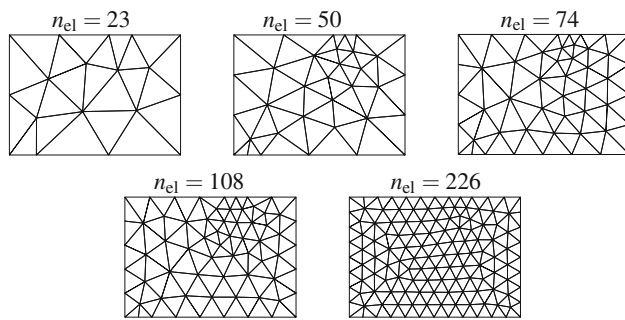 n_el = 23
n_el = 50
n_el = 74
n_el = 108
n_el = 226